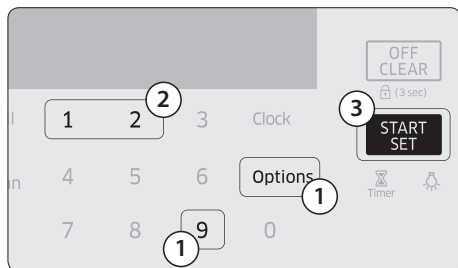 OFF
CLEAR
(3 sec)
2
3
l 1 2 3 Clock
START
SET
n 4 5 6 Options
Timer
1
7 8 9 0
1